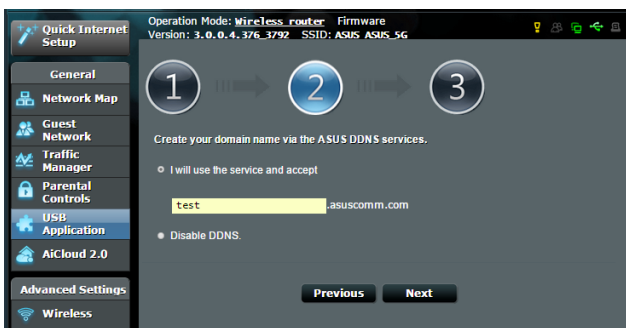 Quick Internet
Setup
Operation Mode: Wireless router Firmware
Version: 3.0.0.4.376_3792 SSID: ASUS ASUS_5G
General
Network Map
Guest
Network
Traffic
Manager
Parental
Controls
USB
Application
AiCloud 2.0
Advanced Settings
Wireless
1
2
3
Create your domain name via the ASUS DDNS services.
I will use the service and accept
test .asuscomm.com
Disable DDNS.
Previous Next